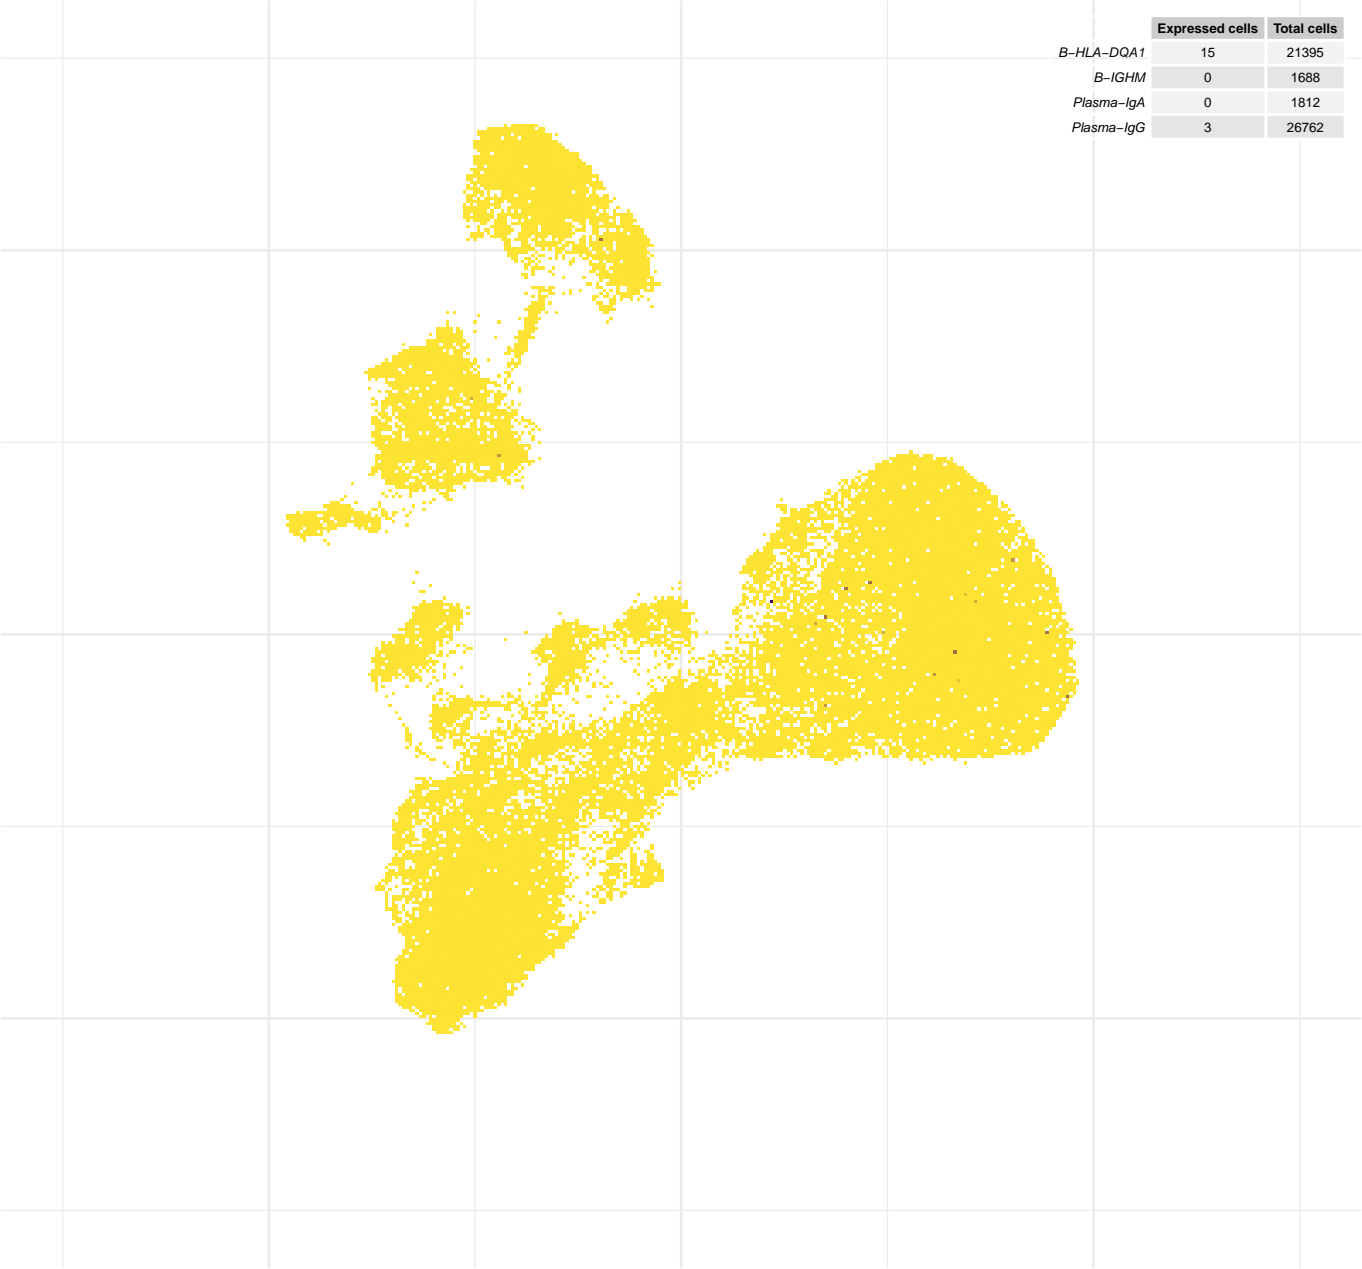 Expressed cells Total cells
B−HLA−DQA1 15 21395
B−IGHM 0 1688
Plasma−IgA 0 1812
Plasma−IgG 3 26762